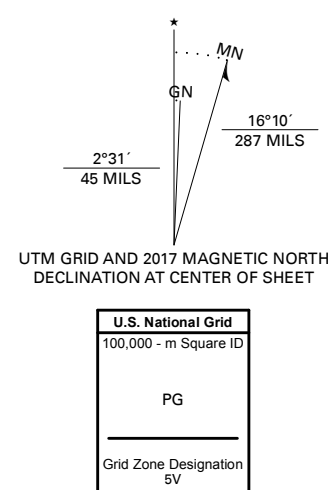 MN
GN
16°10´
287 MILS
2°31´
45 MILS
UTM GRID AND 2017 MAGNETIC NORTH
DECLINATION AT CENTER OF SHEET
U.S. National Grid
100,000 - m Square ID
PG
Grid Zone Designation
5V